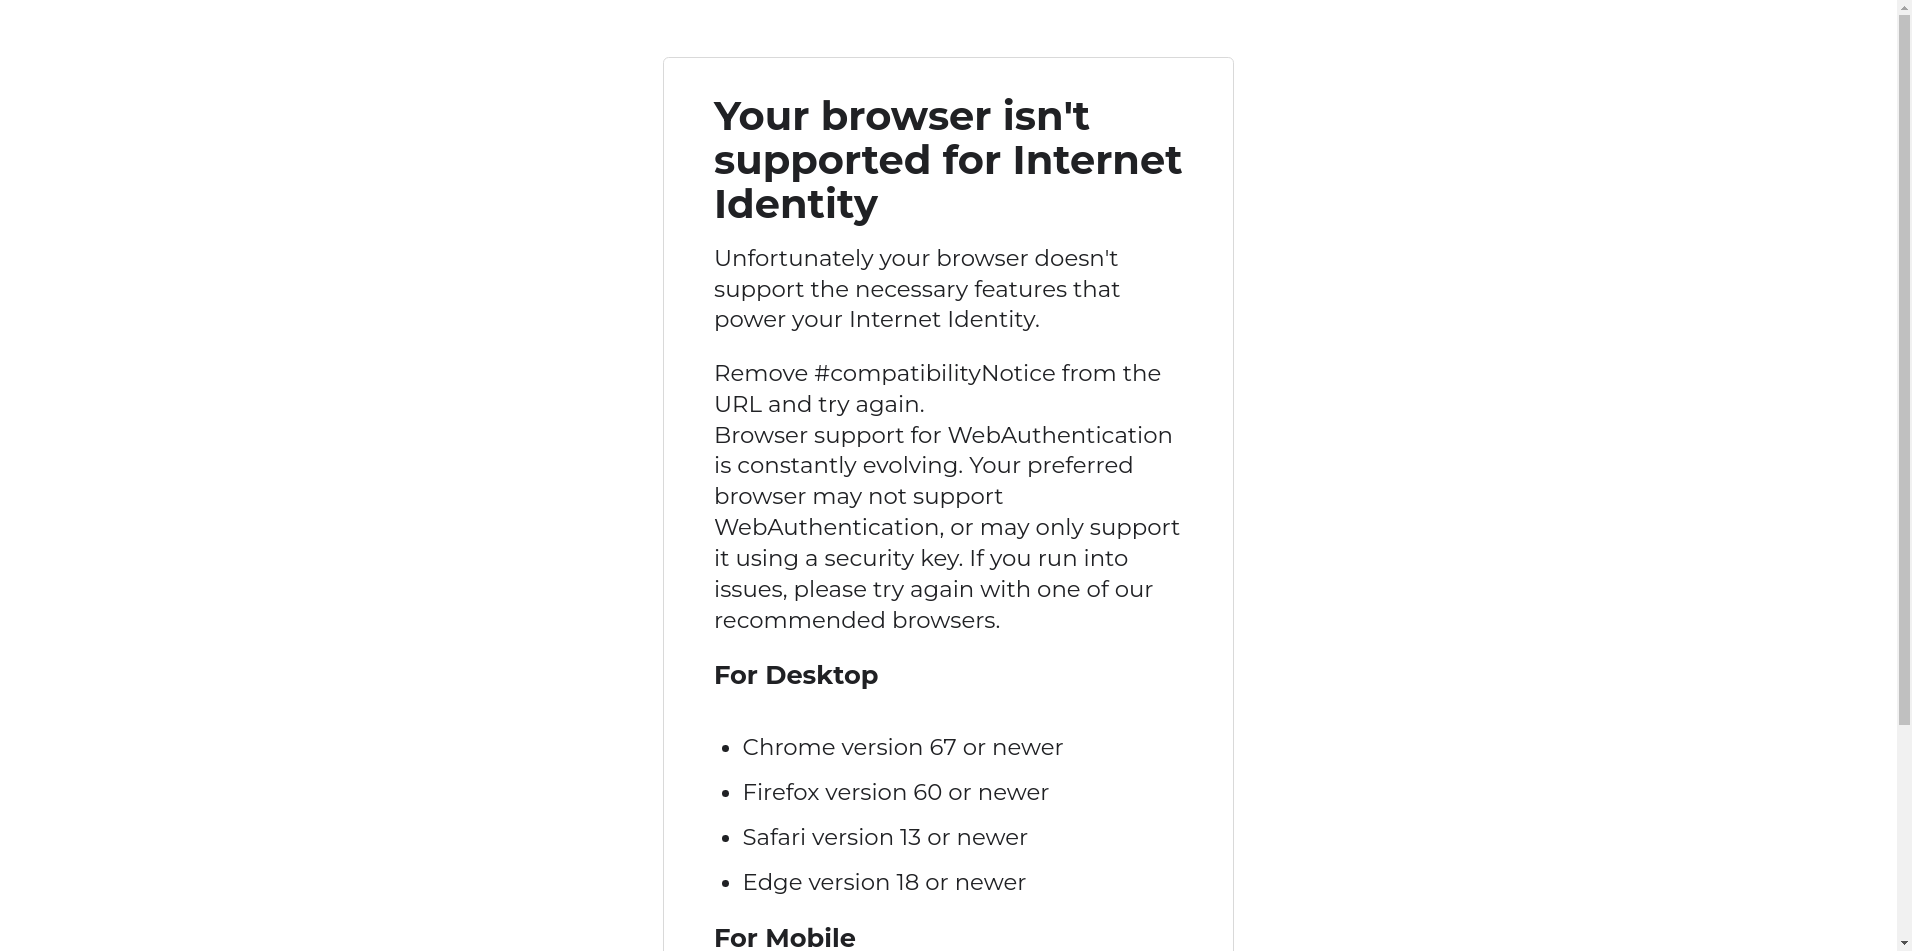 Your browser isn't
supported for Internet
Identity
Unfortunately your browser doesn't
support the necessary features that
power your Internet Identity.
Remove #compatibilityNotice from the
URL and try again.
Browser support for WebAuthentication
is constantly evolving. Your preferred
browser may not support
WebAuthentication, or may only support
it using a security key. If you run into
issues, please try again with one of our
recommended browsers.
For Desktop
• Chrome version 67 or newer
• Firefox version 60 or newer
• Safari version 13 or newer
• Edge version 18 or newer
For Mobile